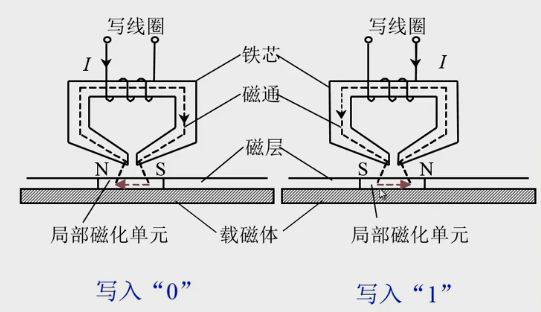 写线圈 写线圈
I I
铁芯
磁通
磁层
N S S N
局部磁化单元 载磁体 局部磁化单元
写入“0” 写入“1”